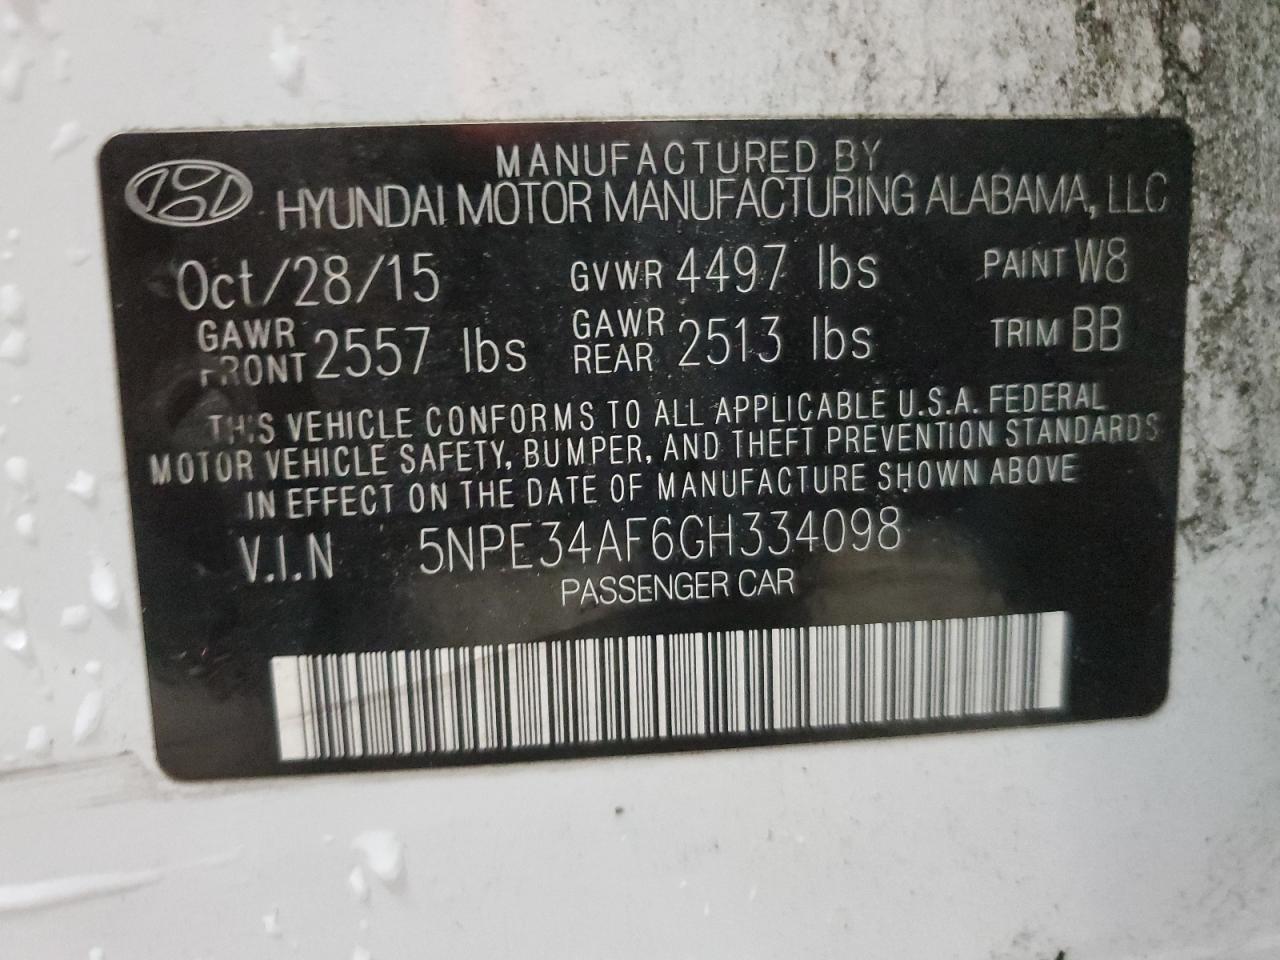 MANUFACTURED BY
HYUNDAI MOTOR MANUFACTURING ALABAMA, LLC
Oct/28/15 GVWR 4497 lbs PAINT W8
GAWR FRONT 2557 lbs GAWR REAR 2513 lbs TRIM BB
THIS VEHICLE CONFORMS TO ALL APPLICABLE U.S.A. FEDERAL
MOTOR VEHICLE SAFETY, BUMPER, AND THEFT PREVENTION STANDARDS
IN EFFECT ON THE DATE OF MANUFACTURE SHOWN ABOVE
V.I.N 5NPE34AF6GH334098
PASSENGER CAR